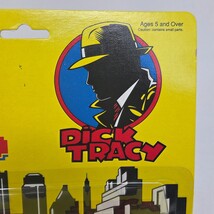 Ages 5 and Over
Caution: contains small parts.
DICK
TRACY